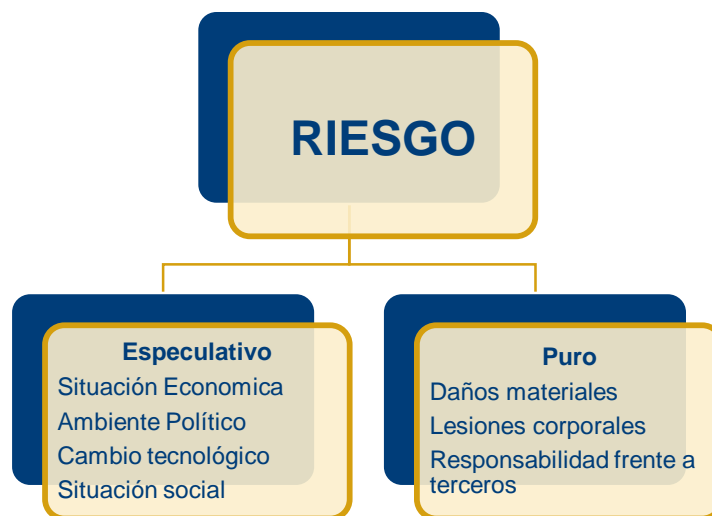 RIESGO
Especulativo
Situación Economica
Ambiente Político
Cambio tecnológico
Situación social
Puro
Daños materiales
Lesiones corporales
Responsabilidad frente a
terceros